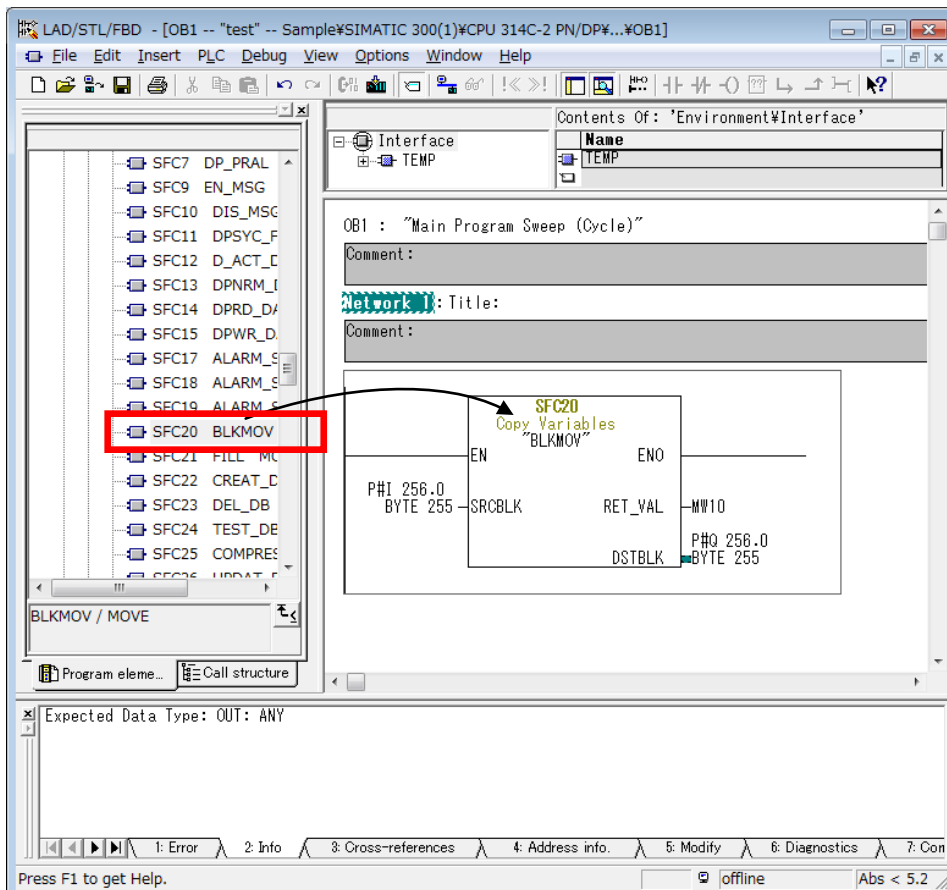 LAD/STL/FBD - [OB1 -- "test" -- Sample¥SIMATIC 300(1)¥CPU 314C-2 PN/DP¥...¥OB1]
File Edit Insert PLC Debug View Options Window Help
Contents Of: 'Environment¥Interface'
Interface
TEMP
Name
TEMP
SFC7 DP_PRAL
SFC9 EN_MSG
SFC10 DIS_MSG
SFC11 DPSYC_F
SFC12 D_ACT_D
SFC13 DPNRM_
SFC14 DPRD_DA
SFC15 DPWR_D
SFC17 ALARM_S
SFC18 ALARM_S
SFC19 ALARM_S
SFC20 BLKMOV
SFC21 FILL MO
SFC22 CREAT_D
SFC23 DEL_DB
SFC24 TEST_DB
SFC25 COMPRES
SFC26 UPDAT_
BLKMOV / MOVE
Program eleme... Call structure
OB1 : "Main Program Sweep (Cycle)"
Comment:
Network 1: Title:
Comment:
SFC20
Copy Variables
"BLKMOV"
EN ENO
P#I 256.0
BYTE 255 SRCBLK RET_VAL MW10
P#Q 256.0
DSTBLK BYTE 255
Expected Data Type: OUT: ANY
1: Error 2: Info 3: Cross-references 4: Address info. 5: Modify 6: Diagnostics 7: Con
Press F1 to get Help. offline Abs < 5.2